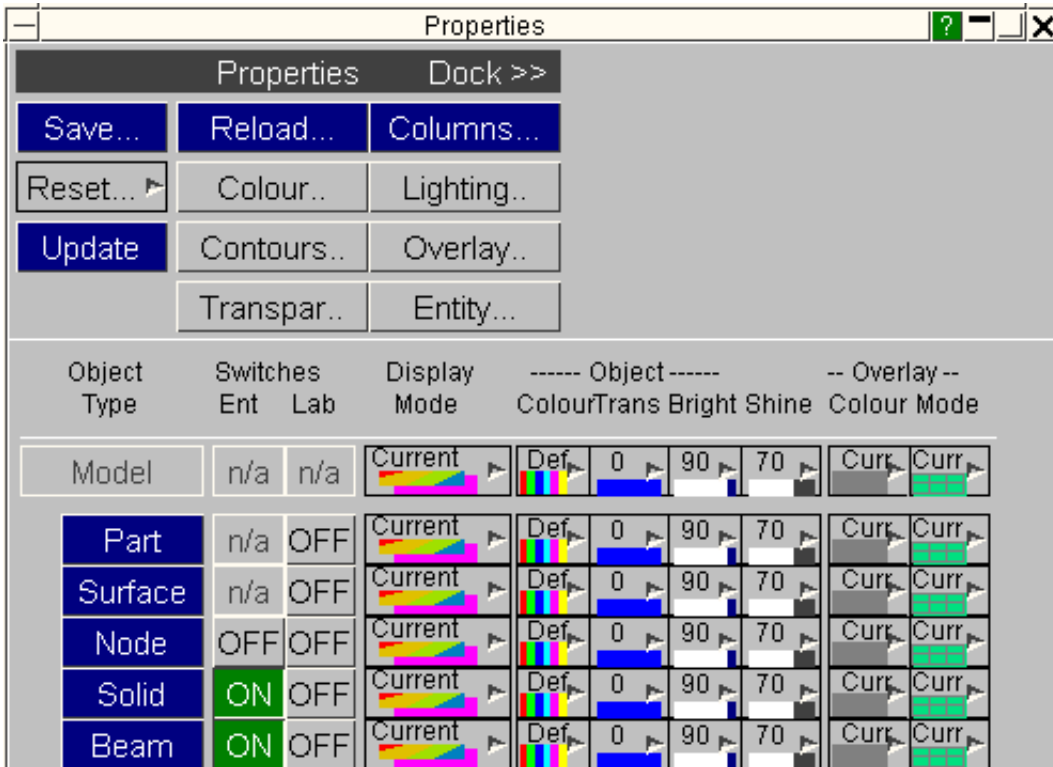 Properties ?
Properties Dock >>
Save... Reload... Columns...
Reset... Colour.. Lighting..
Update Contours.. Overlay..
Transpar.. Entity...
Object Switches Display ------ Object ------ -- Overlay --
Type Ent Lab Mode Colour Trans Bright Shine Colour Mode
Model n/a n/a Current Def 0 90 70 Curr Curr
Part n/a OFF Current Def 0 90 70 Curr Curr
Surface n/a OFF Current Def 0 90 70 Curr Curr
Node OFF OFF Current Def 0 90 70 Curr Curr
Solid ON OFF Current Def 0 90 70 Curr Curr
Beam ON OFF Current Def 0 90 70 Curr Curr